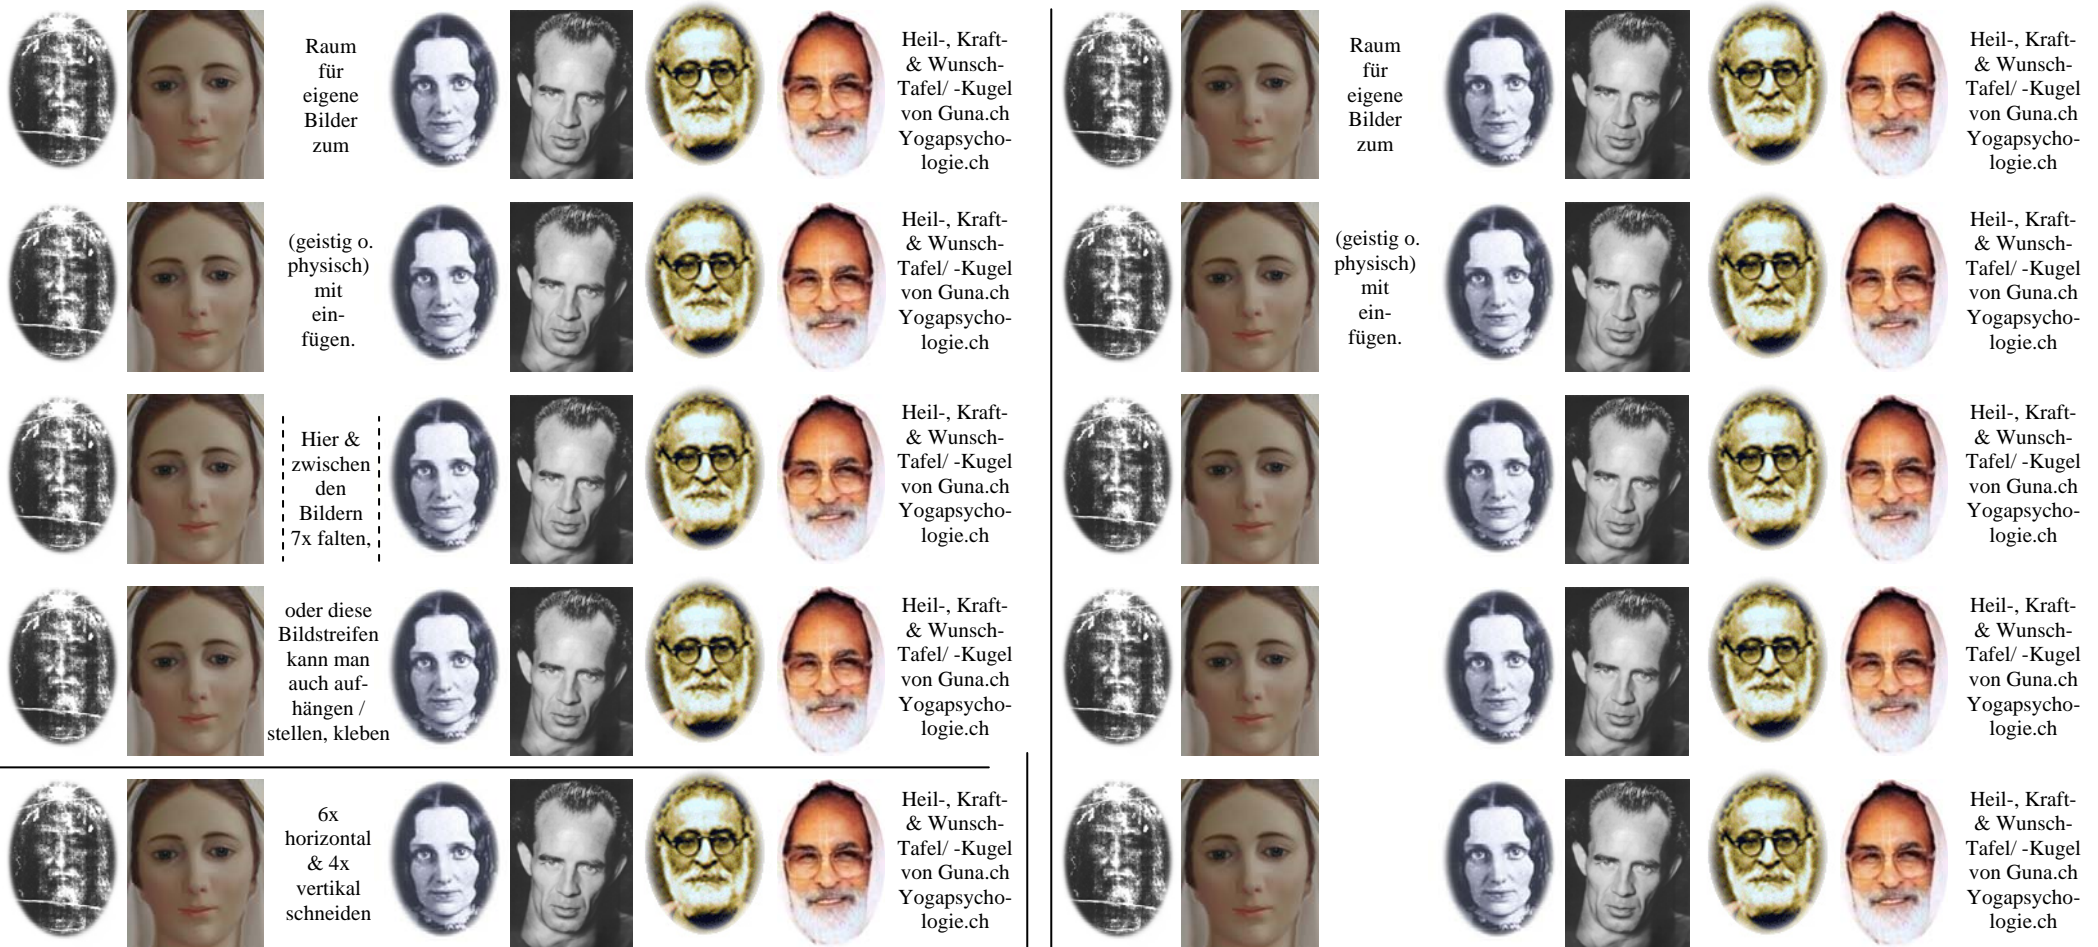 Raum
für
eigene
Bilder
zum
Heil-, Kraft-
& Wunsch-
Tafel/ -Kugel
von Guna.ch
Yogapsycho-
logie.ch
Raum
für
eigene
Bilder
zum
Heil-, Kraft-
& Wunsch-
Tafel/ -Kugel
von Guna.ch
Yogapsycho-
logie.ch
(geistig o.
physisch)
mit
ein-
fügen.
Heil-, Kraft-
& Wunsch-
Tafel/ -Kugel
von Guna.ch
Yogapsycho-
logie.ch
(geistig o.
physisch)
mit
ein-
fügen.
Heil-, Kraft-
& Wunsch-
Tafel/ -Kugel
von Guna.ch
Yogapsycho-
logie.ch
Hier &
zwischen
den
Bildern
7x falten,
Heil-, Kraft-
& Wunsch-
Tafel/ -Kugel
von Guna.ch
Yogapsycho-
logie.ch
Heil-, Kraft-
& Wunsch-
Tafel/ -Kugel
von Guna.ch
Yogapsycho-
logie.ch
oder diese
Bildstreifen
kann man
auch auf-
hängen /
stellen, kleben
Heil-, Kraft-
& Wunsch-
Tafel/ -Kugel
von Guna.ch
Yogapsycho-
logie.ch
Heil-, Kraft-
& Wunsch-
Tafel/ -Kugel
von Guna.ch
Yogapsycho-
logie.ch
6x
horizontal
& 4x
vertikal
schneiden
Heil-, Kraft-
& Wunsch-
Tafel/ -Kugel
von Guna.ch
Yogapsycho-
logie.ch
Heil-, Kraft-
& Wunsch-
Tafel/ -Kugel
von Guna.ch
Yogapsycho-
logie.ch